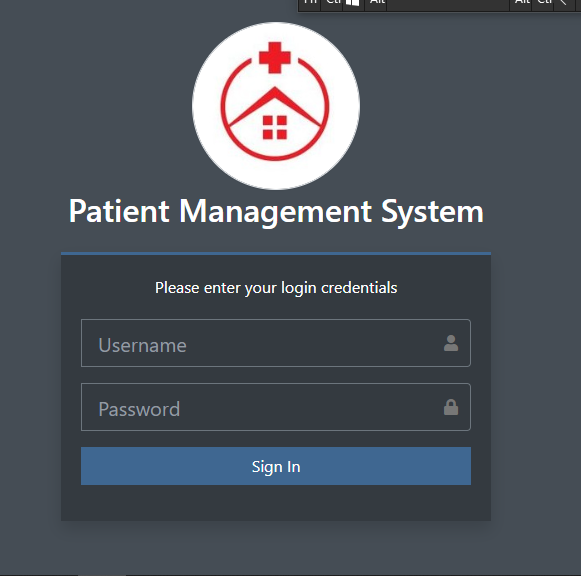 Patient Management System
Please enter your login credentials
Username
Password
Sign In